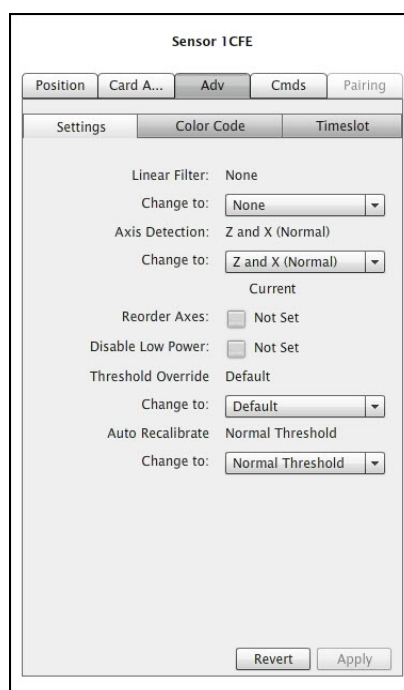 Sensor 1CFE
Position Card A... Adv Cmds Pairing
Settings Color Code Timeslot
Linear Filter: None
Change to: None
Axis Detection: Z and X (Normal)
Change to: Z and X (Normal)
Current
Reorder Axes: Not Set
Disable Low Power: Not Set
Threshold Override Default
Change to: Default
Auto Recalibrate Normal Threshold
Change to: Normal Threshold
Revert Apply